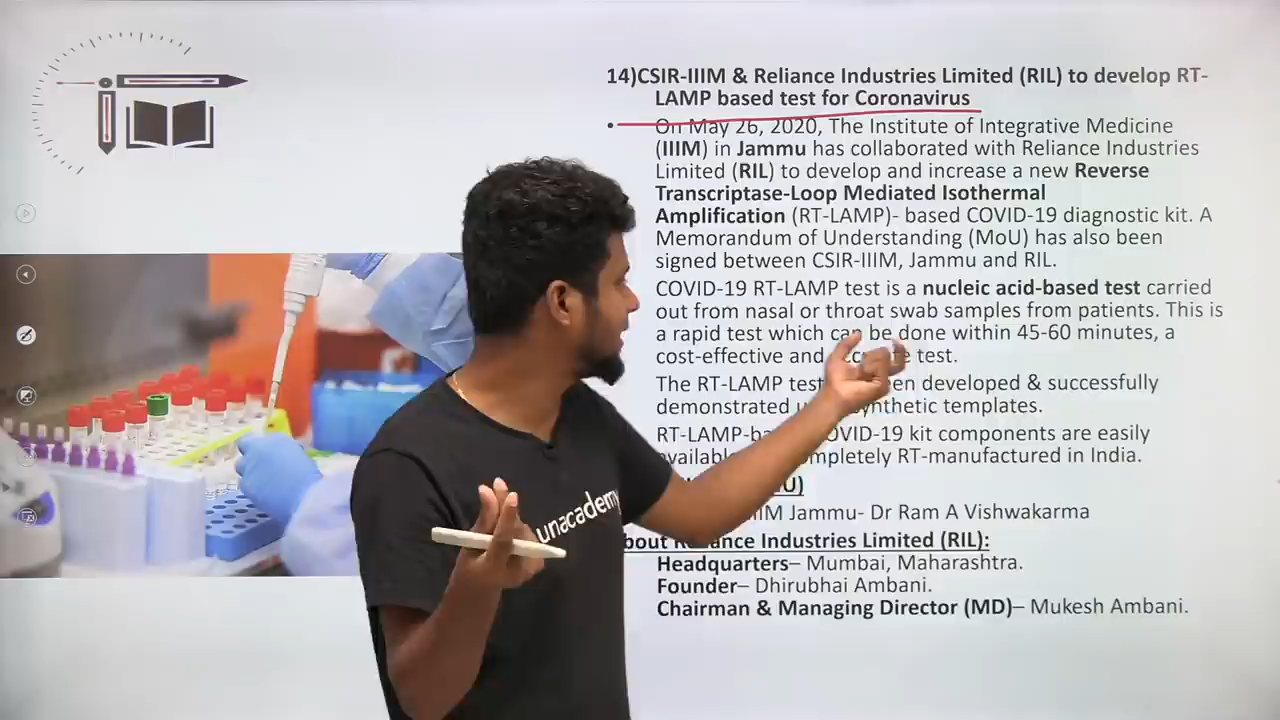 14)CSIR-IIIM & Reliance Industries Limited (RIL) to develop RT-
LAMP based test for Coronavirus
• On May 26, 2020, The Institute of Integrative Medicine
(IIIM) in Jammu has collaborated with Reliance Industries
Limited (RIL) to develop and increase a new Reverse
Transcriptase-Loop Mediated Isothermal
Amplification (RT-LAMP)- based COVID-19 diagnostic kit. A
Memorandum of Understanding (MoU) has also been
signed between CSIR-IIIM, Jammu and RIL.
COVID-19 RT-LAMP test is a nucleic acid-based test carried
out from nasal or throat swab samples from patients. This is
a rapid test which can be done within 45-60 minutes, a
cost-effective and test.
The RT-LAMP test developed & successfully
demonstrated synthetic templates.
COVID-19 kit components are easily
completely RT-manufactured in India.
Jammu- Dr Ram A Vishwakarma
About Reliance Industries Limited (RIL):
Headquarters– Mumbai, Maharashtra.
Founder– Dhirubhai Ambani.
Chairman & Managing Director (MD)– Mukesh Ambani.
unacademy